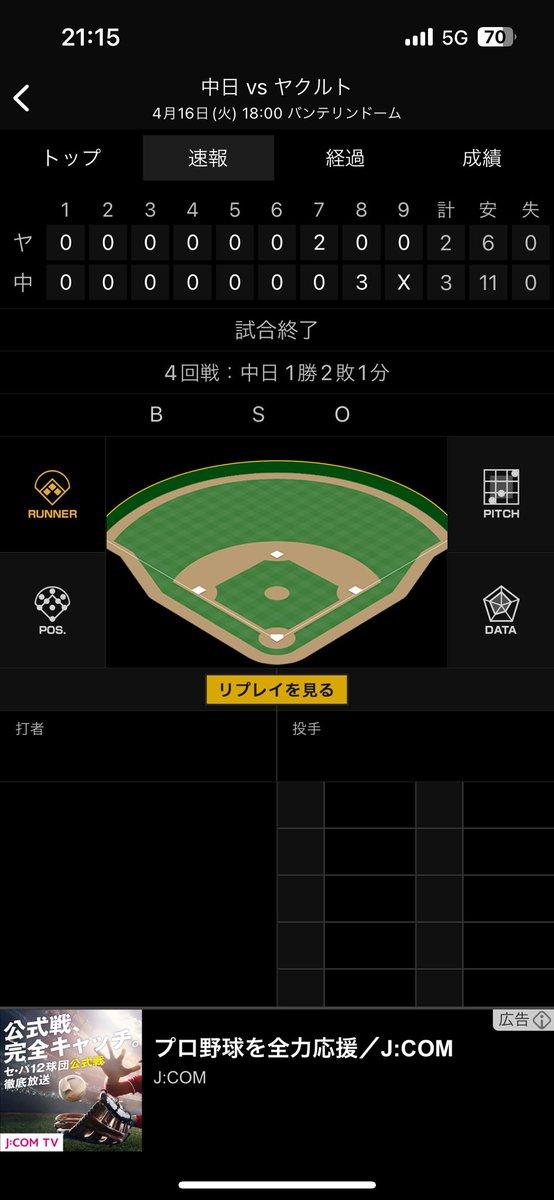 21:15
5G 70
中日 vs ヤクルト
4月16日(火) 18:00 バンテリンドーム
トップ 速報 経過 成績
1 2 3 4 5 6 7 8 9 計 安 失
ヤ 0 0 0 0 0 0 2 0 0 2 6 0
中 0 0 0 0 0 0 0 3 X 3 11 0
試合終了
4回戦：中日 1勝2敗1分
B S O
RUNNER
PITCH
POS.
DATA
リプレイを見る
打者
投手
広告
公式戦、
完全キャッチ。
セ・パ12球団公式戦
徹底放送
J:COM TV
プロ野球を全力応援／J:COM
J:COM